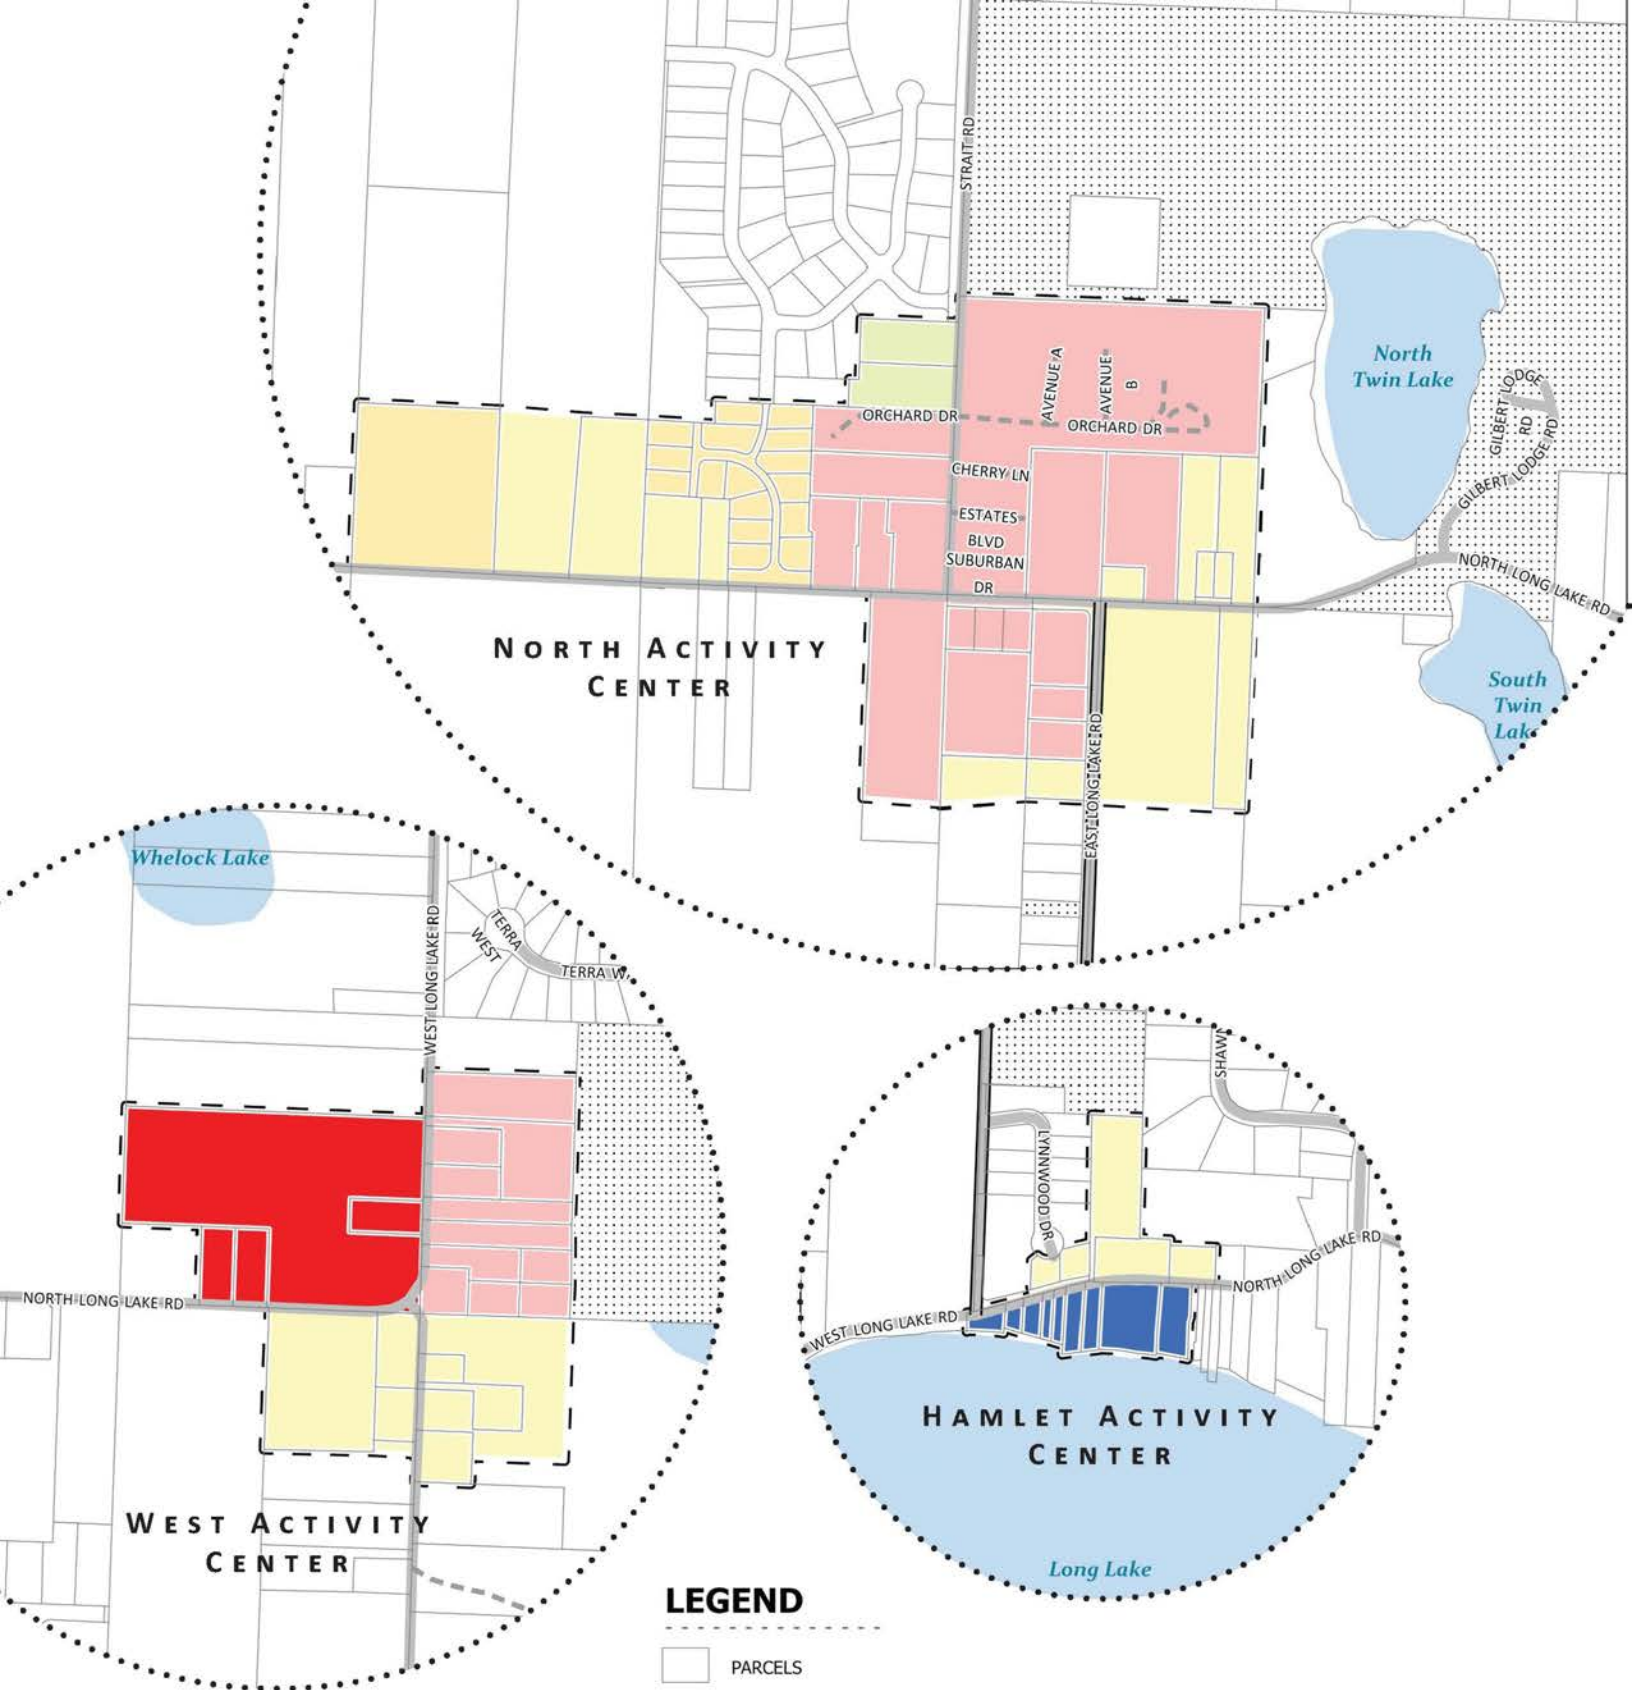 STRAIT RD
North
Twin Lake
AVENUE A
AVENUE
B
ORCHARD DR
ORCHARD DR
GILBERT LODGE
RD
GILBERT LODGE RD
CHERRY LN
ESTATES
BLVD
SUBURBAN
DR
NORTH LONG LAKE RD
NORTH ACTIVITY
CENTER
South
Twin
Lake
EAST LONG LAKE RD
Whelock Lake
WEST LONG LAKE RD
TERRA
WEST
TERRA W
SHAW
LYNNWOOD DR
NORTH LONG LAKE RD
NORTH LONG LAKE RD
WEST LONG LAKE RD
HAMLET ACTIVITY
CENTER
WEST ACTIVITY
CENTER
Long Lake
LEGEND
PARCELS